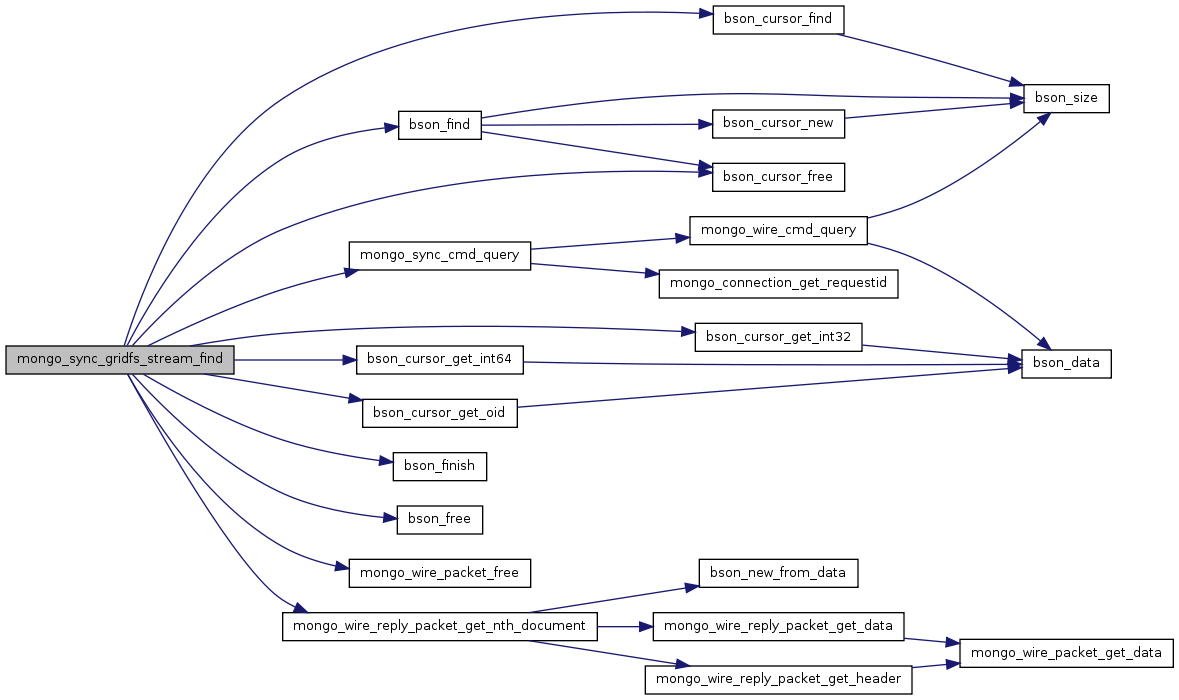 bson_cursor_find
bson_size
bson_find
bson_cursor_new
bson_cursor_free
mongo_wire_cmd_query
mongo_sync_cmd_query
mongo_connection_get_requestid
bson_cursor_get_int32
mongo_sync_gridfs_stream_find
bson_cursor_get_int64
bson_data
bson_cursor_get_oid
bson_finish
bson_free
mongo_wire_packet_free
bson_new_from_data
mongo_wire_reply_packet_get_nth_document
mongo_wire_reply_packet_get_data
mongo_wire_packet_get_data
mongo_wire_reply_packet_get_header